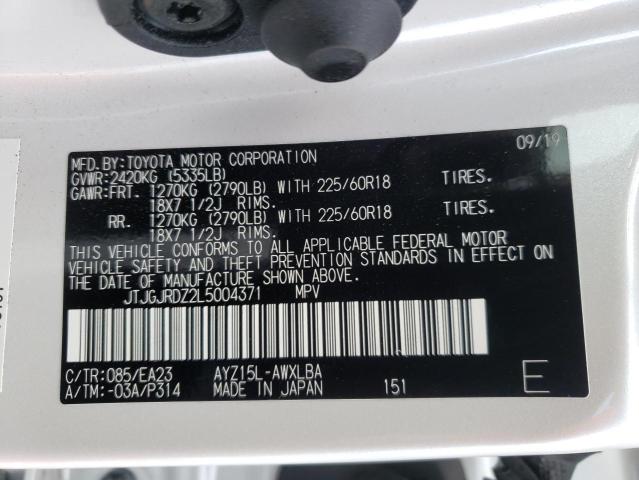 MFD.BY:TOYOTA MOTOR CORPORATION 09/19
GVWR:2420KG (5335LB)
GAWR:FRT. 1270KG (2790LB) WITH 225/60R18 TIRES.
18X7 1/2J RIMS.
RR. 1270KG (2790LB) WITH 225/60R18 TIRES.
18X7 1/2J RIMS.
THIS VEHICLE CONFORMS TO ALL APPLICABLE FEDERAL MOTOR
VEHICLE SAFETY AND THEFT PREVENTION STANDARDS IN EFFECT ON
THE DATE OF MANUFACTURE SHOWN ABOVE.
JTJGJRDZ2L5004371 MPV
C/TR:085/EA23 AYZ15L-AWXLBA
A/TM:-03A/P314 MADE IN JAPAN 151 E